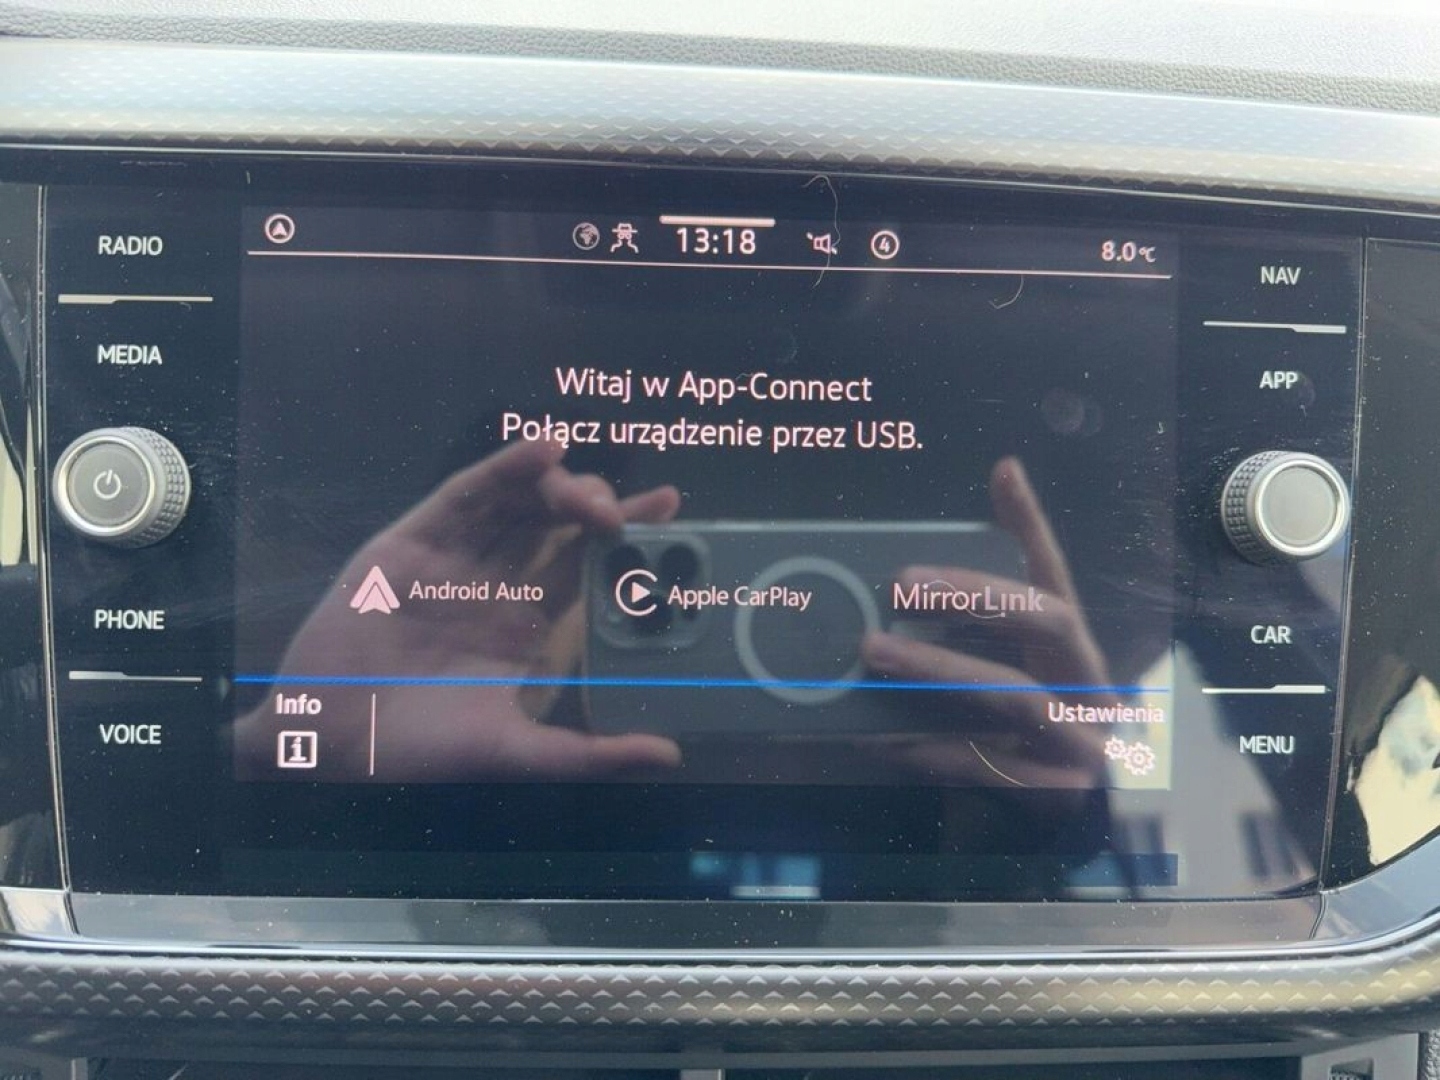 RADIO
MEDIA
PHONE
VOICE
13:18
4
8.0°C
Witaj w App-Connect
Połącz urządzenie przez USB.
Android Auto
Apple CarPlay
MirrorLink
Info
i
Ustawienia
NAV
APP
CAR
MENU